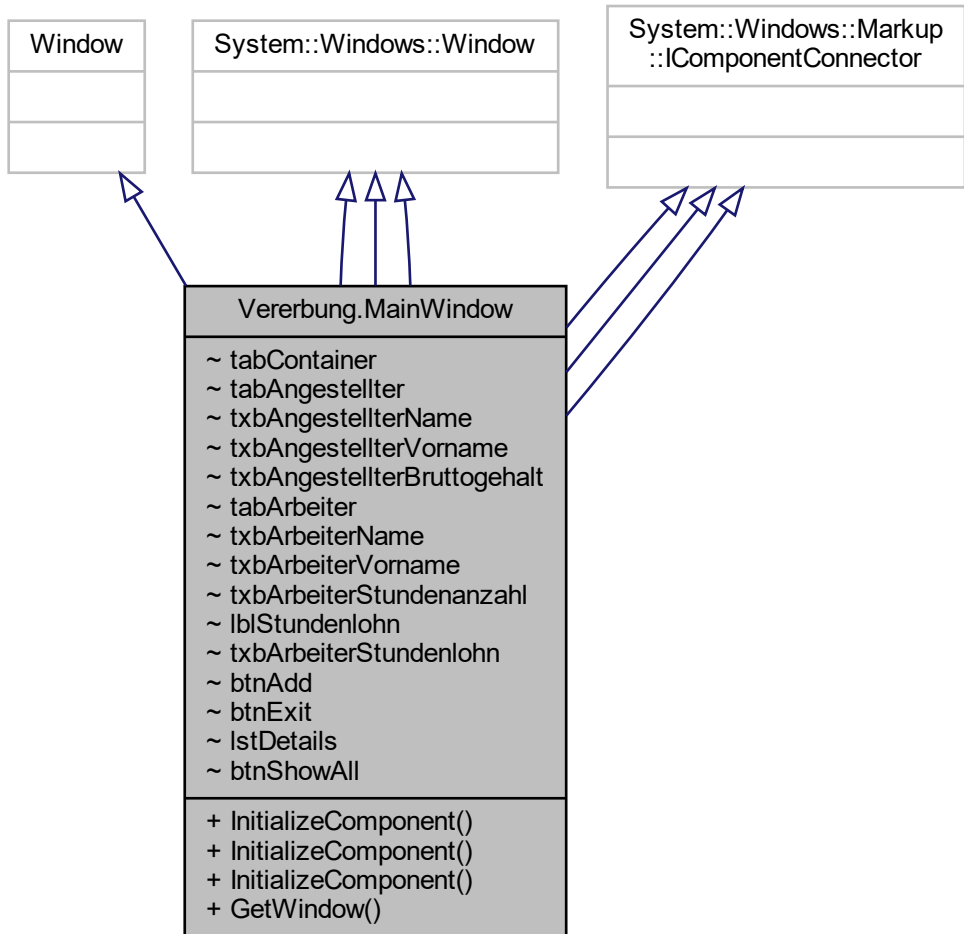 Window
System::Windows::Window
System::Windows::Markup
::IComponentConnector
Vererbung.MainWindow
~ tabContainer
~ tabAngestellter
~ txbAngestellterName
~ txbAngestellterVorname
~ txbAngestellterBruttogehalt
~ tabArbeiter
~ txbArbeiterName
~ txbArbeiterVorname
~ txbArbeiterStundenanzahl
~ lblStundenlohn
~ txbArbeiterStundenlohn
~ btnAdd
~ btnExit
~ lstDetails
~ btnShowAll
+ InitializeComponent()
+ InitializeComponent()
+ InitializeComponent()
+ GetWindow()